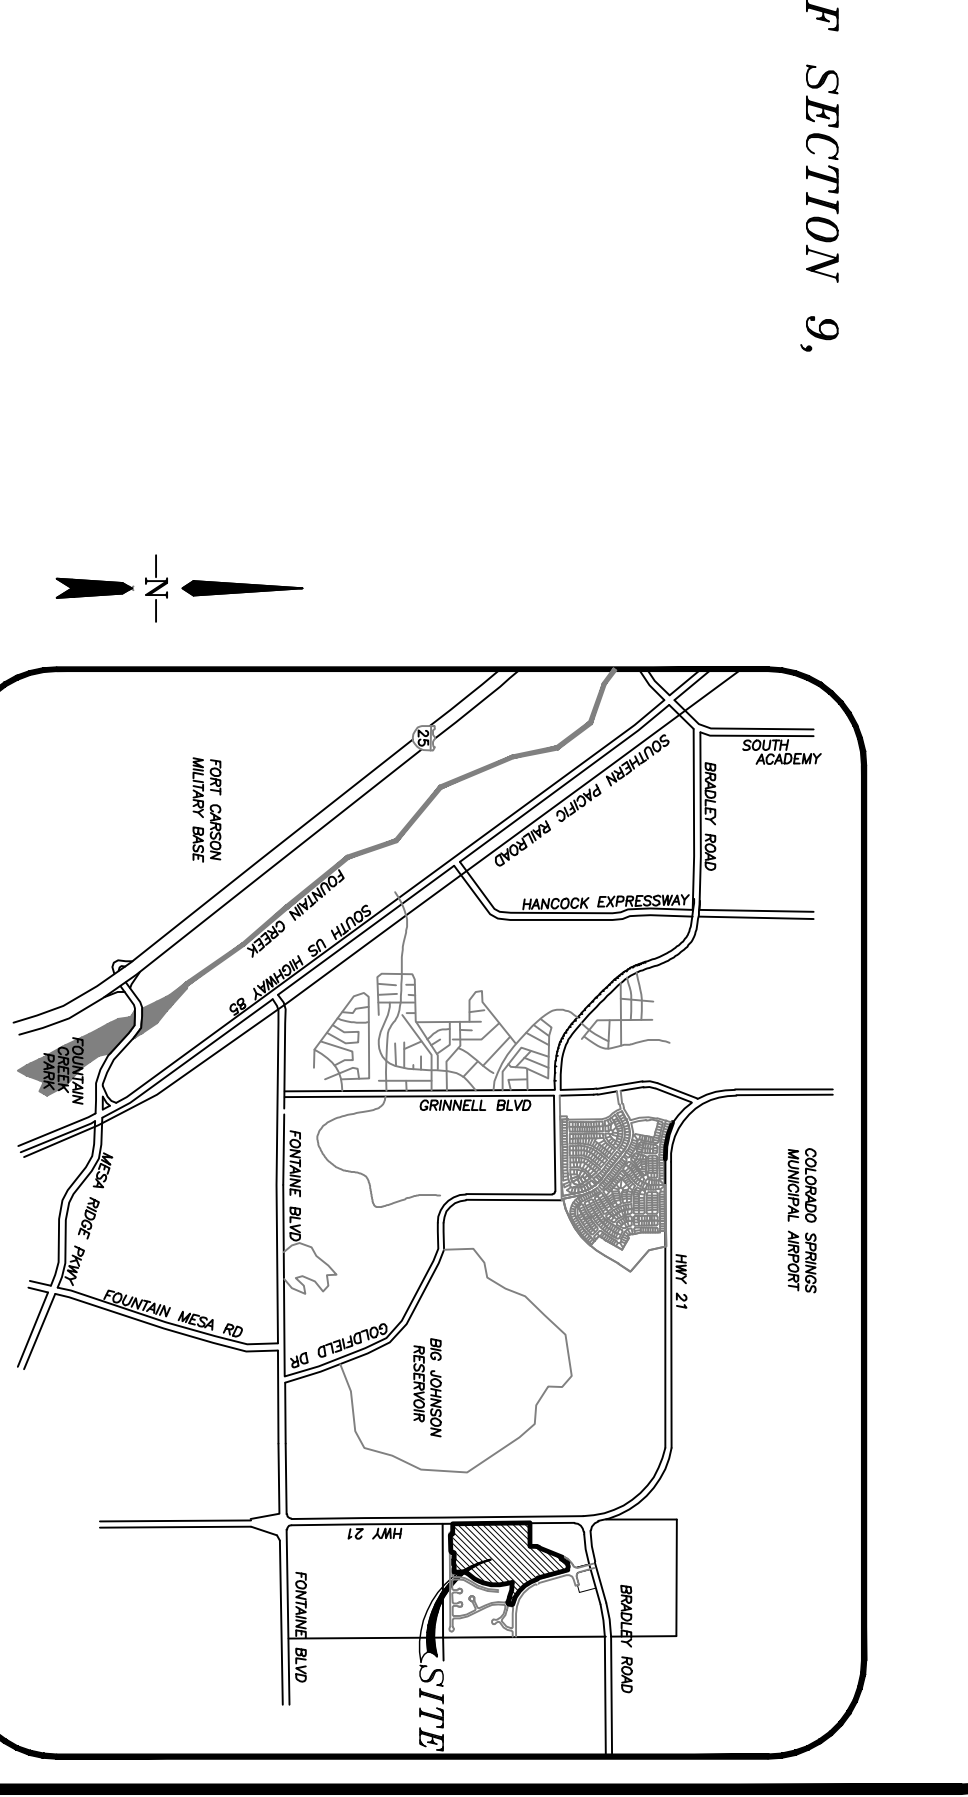 F SECTION 9,
N
SOUTH
ACADEMY
BRADLEY ROAD
SOUTHERN PACIFIC RAILROAD
HANCOCK EXPRESSWAY
25
FORT CARSON
MILITARY BASE
FOUNTAIN CREEK
SOUTH US HIGHWAY 85
FOUNTAIN
CREEK
PARK
GRINNELL BLVD
COLORADO SPRINGS
MUNICIPAL AIRPORT
HWY 21
FONTAINE BLVD
MESA RIDGE PKWY
FOUNTAIN MESA RD
GOLDFIELD DR
BIG JOHNSON
RESERVOIR
HWY 21
BRADLEY ROAD
FONTAINE BLVD
SITE